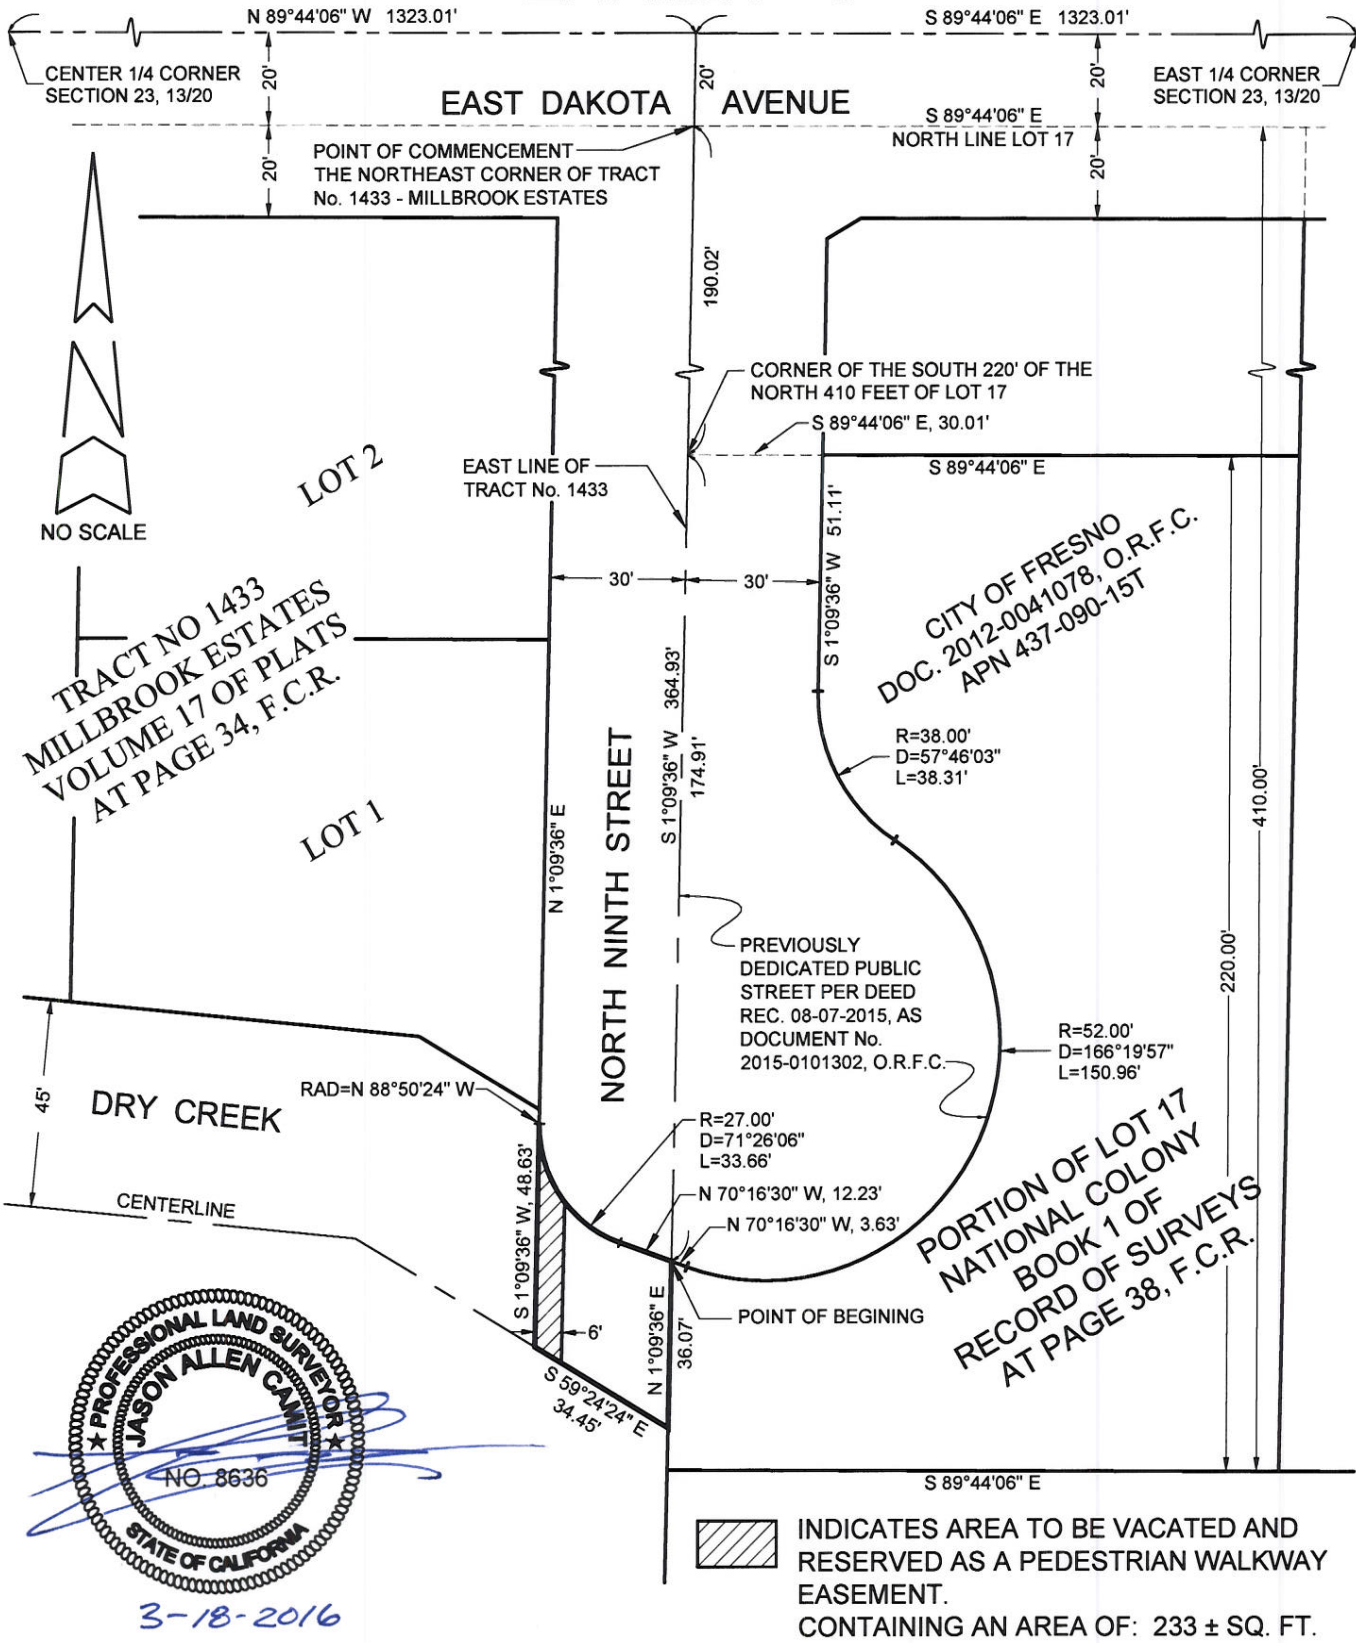 N 89°44'06" W 1323.01'
S 89°44'06" E 1323.01'
CENTER 1/4 CORNER
SECTION 23, 13/20
20'
20'
20'
EAST 1/4 CORNER
SECTION 23, 13/20
EAST DAKOTA AVENUE
S 89°44'06" E
NORTH LINE LOT 17
POINT OF COMMENCEMENT
THE NORTHEAST CORNER OF TRACT
No. 1433 - MILLBROOK ESTATES
20'
20'
190.02'
CORNER OF THE SOUTH 220' OF THE
NORTH 410 FEET OF LOT 17
S 89°44'06" E, 30.01'
S 89°44'06" E
EAST LINE OF
TRACT No. 1433
LOT 2
NO SCALE
30'
30'
S 1°09'36" W 51.11'
CITY OF FRESNO
DOC. 2012-0041078, O.R.F.C.
APN 437-090-15T
TRACT NO 1433
MILLBROOK ESTATES
VOLUME 17 OF PLATS
AT PAGE 34, F.C.R.
LOT 1
N 1°09'36" E
NORTH NINTH STREET
S 1°09'36" W 364.93'
174.91'
R=38.00'
D=57°46'03"
L=38.31'
410.00'
220.00'
PREVIOUSLY
DEDICATED PUBLIC
STREET PER DEED
REC. 08-07-2015, AS
DOCUMENT No.
2015-0101302, O.R.F.C.
R=52.00'
D=166°19'57"
L=150.96'
45'
DRY CREEK
RAD=N 88°50'24" W
R=27.00'
D=71°26'06"
L=33.66'
CENTERLINE
S 1°09'36" W, 48.63'
N 70°16'30" W, 12.23'
N 70°16'30" W, 3.63'
PORTION OF LOT 17
NATIONAL COLONY
BOOK 1 OF
RECORD OF SURVEYS
AT PAGE 38, F.C.R.
POINT OF BEGINING
6'
N 1°09'36" E
36.07'
S 59°24'24" E
34.45'
PROFESSIONAL LAND SURVEYOR
JASON ALLEN CAMIT
NO. 8636
STATE OF CALIFORNIA
3-18-2016
S 89°44'06" E
INDICATES AREA TO BE VACATED AND
RESERVED AS A PEDESTRIAN WALKWAY
EASEMENT.
CONTAINING AN AREA OF: 233 ± SQ. FT.